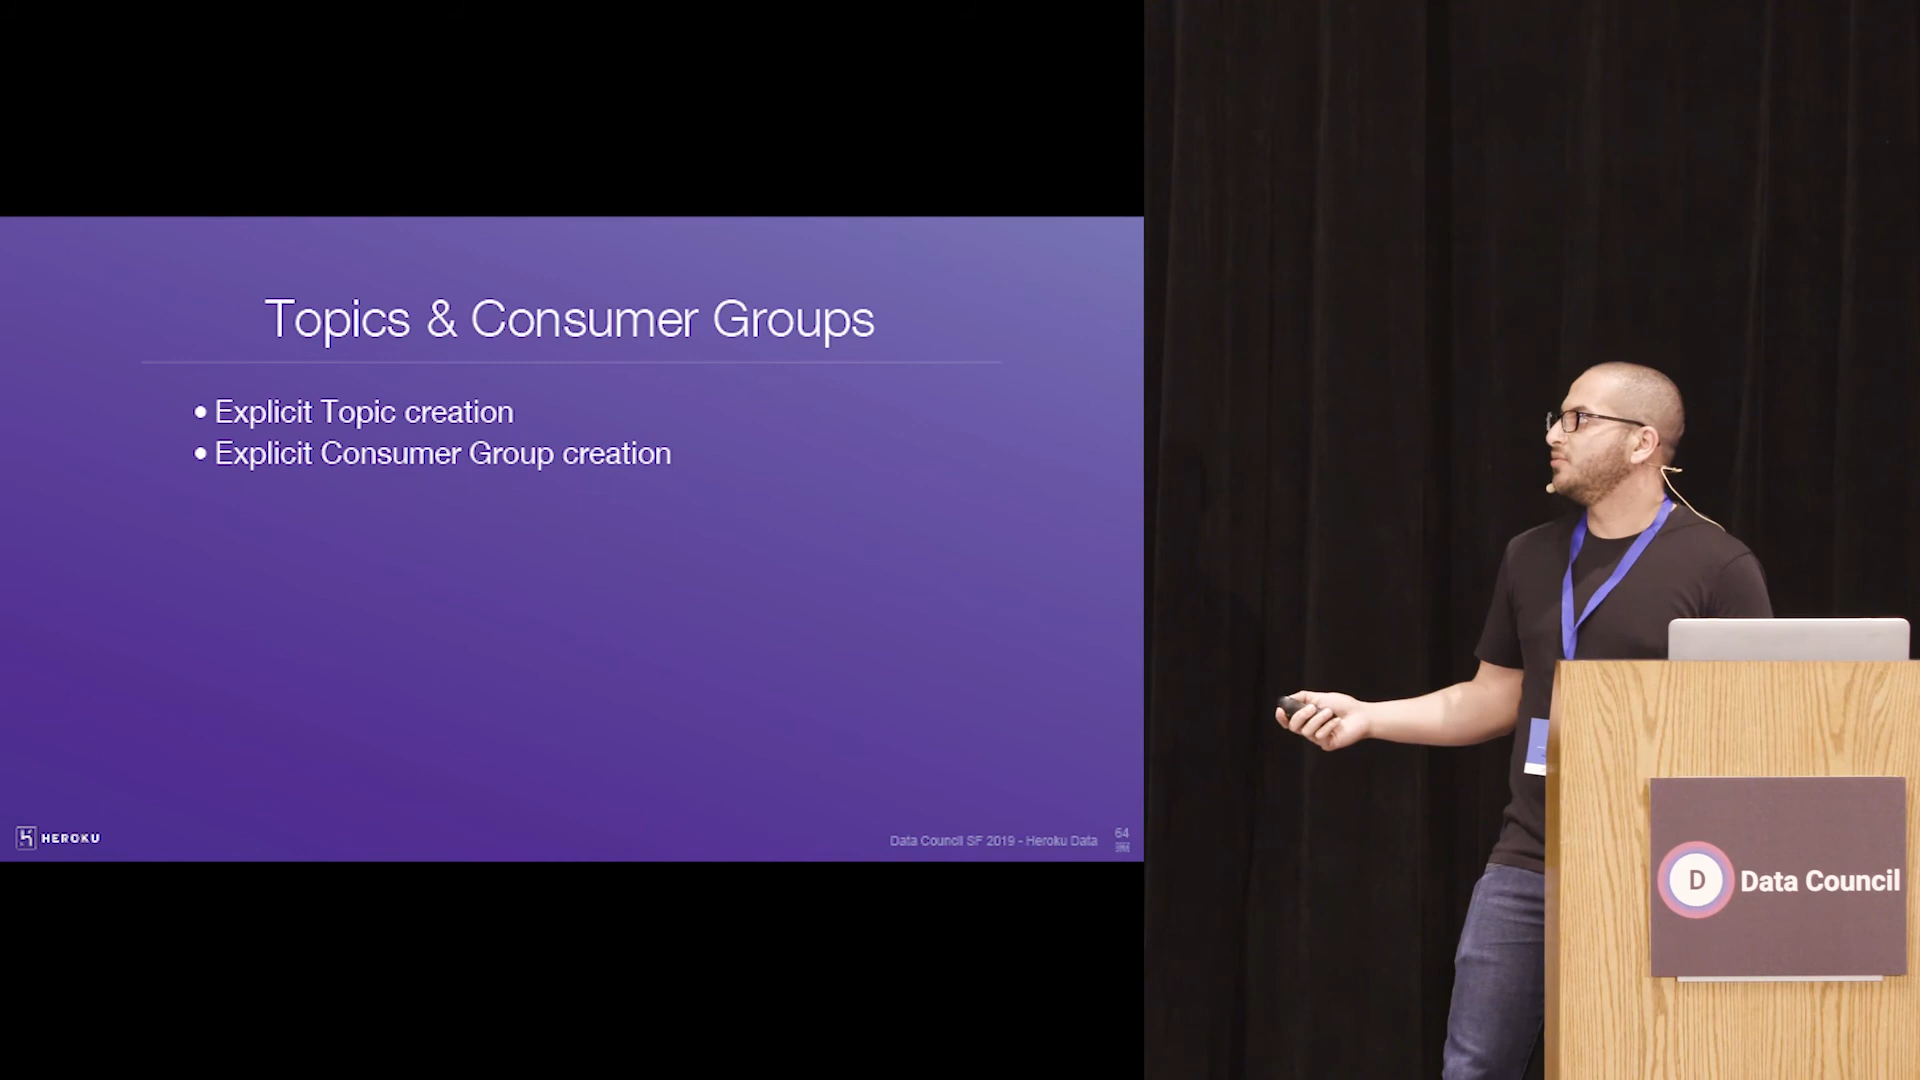 Topics & Consumer Groups
• Explicit Topic creation
• Explicit Consumer Group creation
HEROKU
Data Council SF 2019 - Heroku Data
64
D Data Council